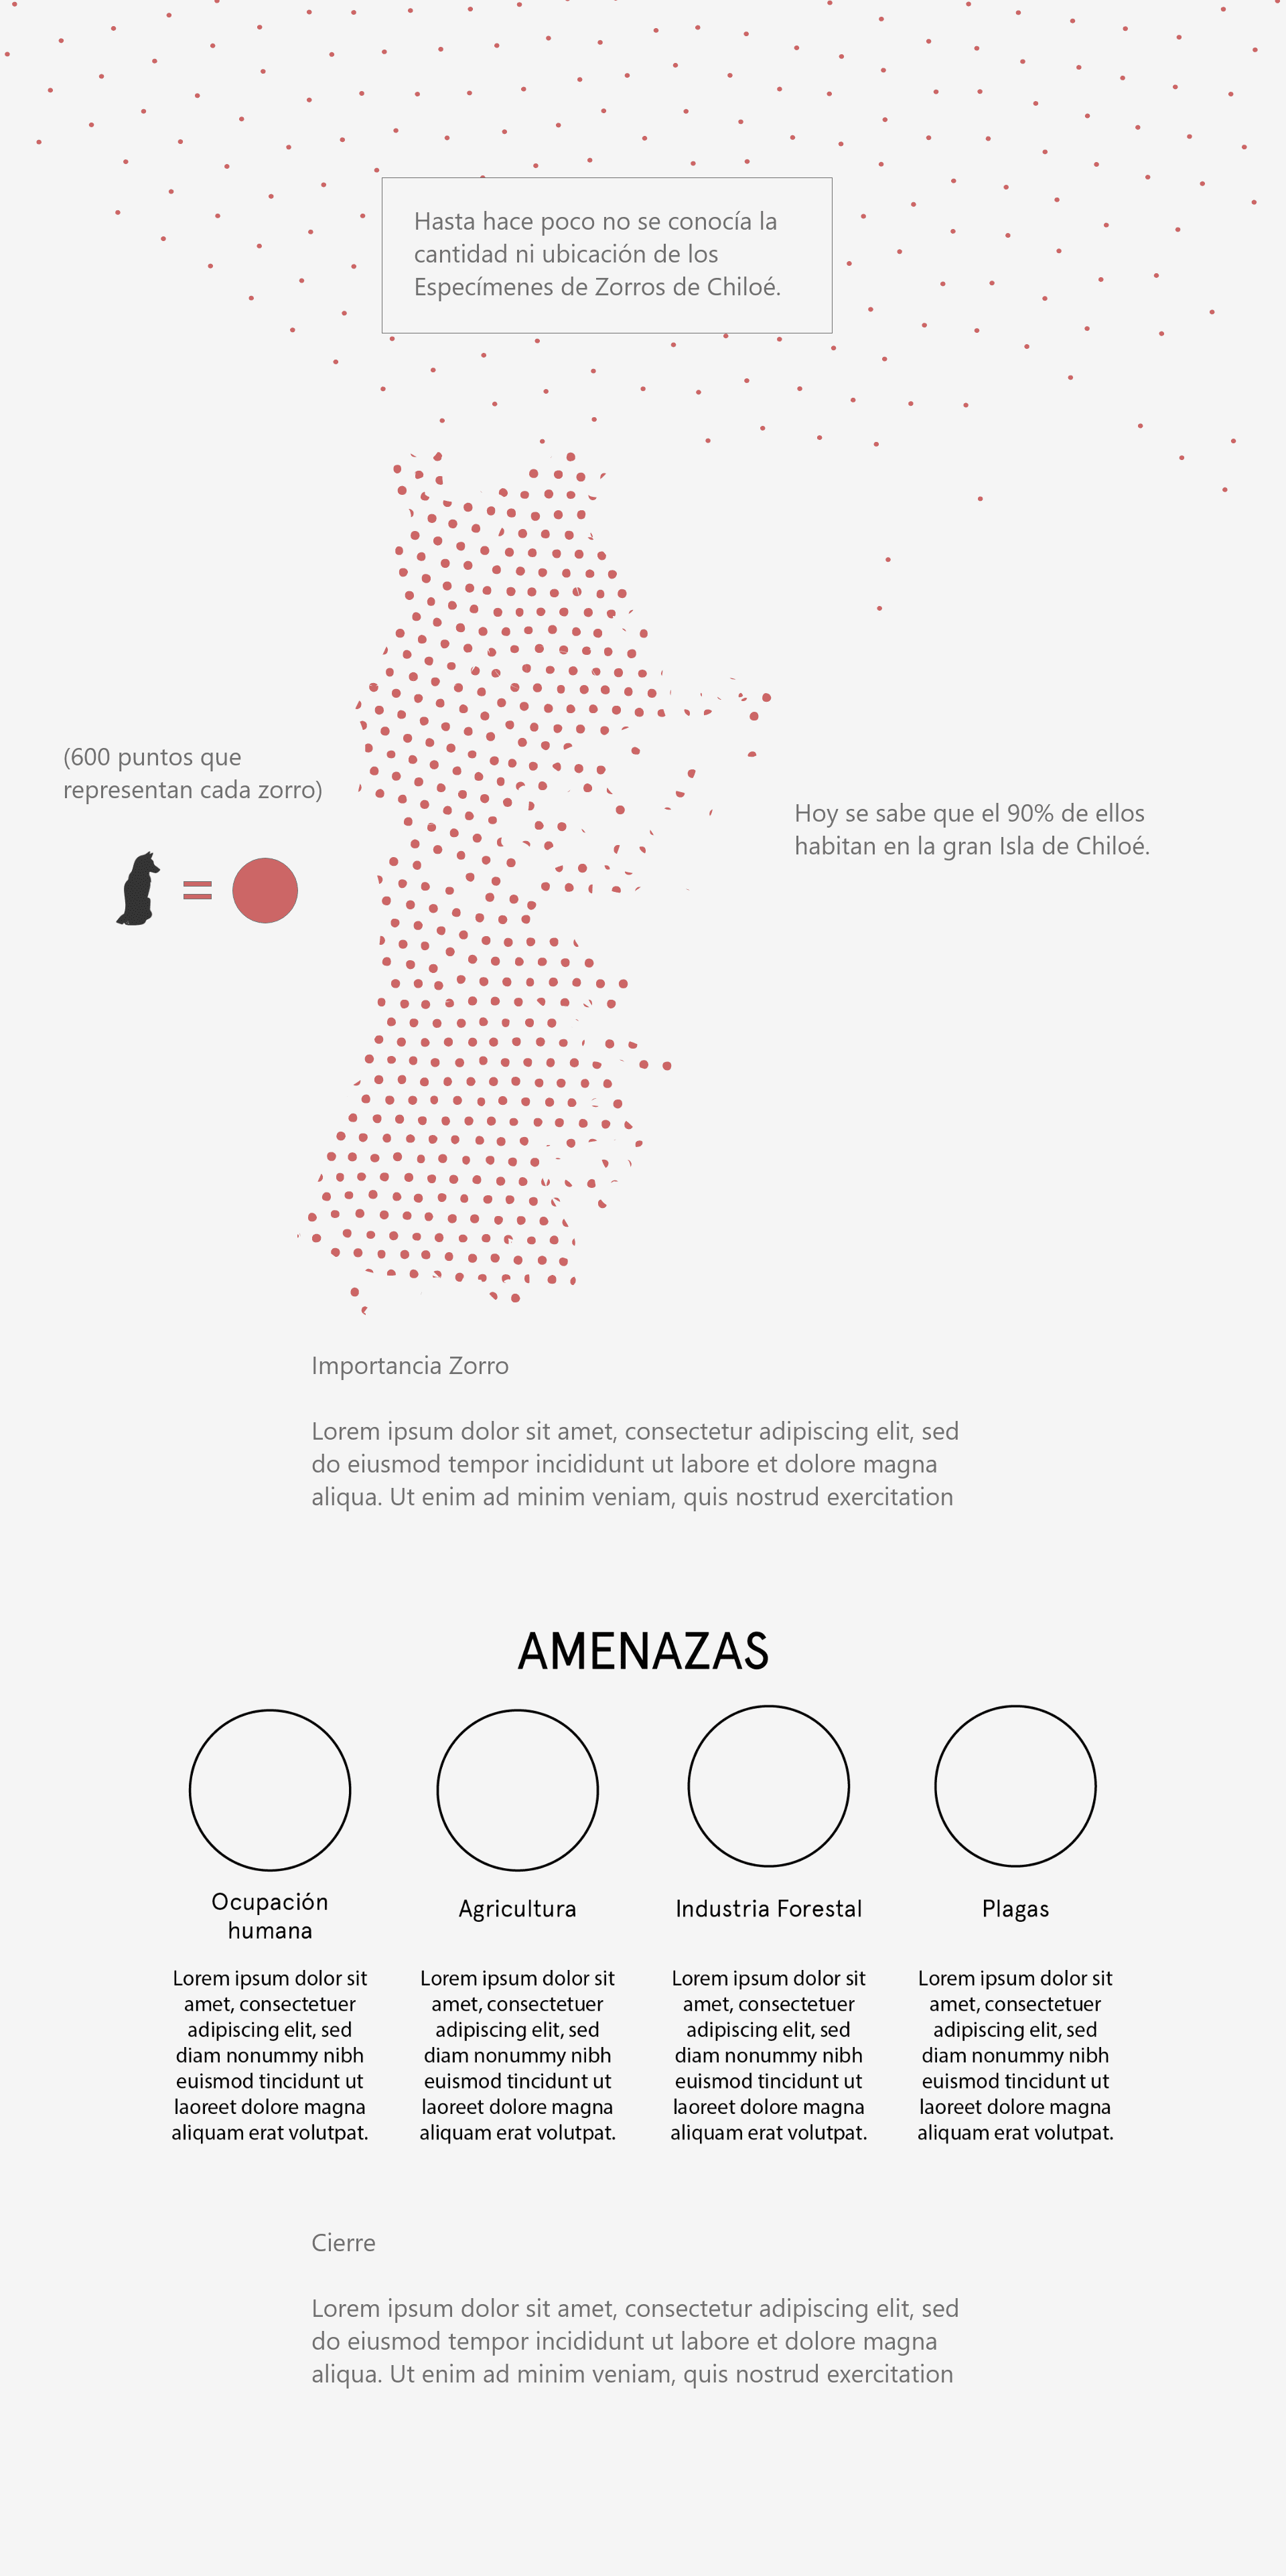 Hasta hace poco no se conocía la
cantidad ni ubicación de los
Especímenes de Zorros de Chiloé.
(600 puntos que
representan cada zorro)
Hoy se sabe que el 90% de ellos
habitan en la gran Isla de Chiloé.
=
Importancia Zorro
Lorem ipsum dolor sit amet, consectetur adipiscing elit, sed
do eiusmod tempor incididunt ut labore et dolore magna
aliqua. Ut enim ad minim veniam, quis nostrud exercitation
AMENAZAS
Ocupación
humana
Lorem ipsum dolor sit
amet, consectetuer
adipiscing elit, sed
diam nonummy nibh
euismod tincidunt ut
laoreet dolore magna
aliquam erat volutpat.
Agricultura
Lorem ipsum dolor sit
amet, consectetuer
adipiscing elit, sed
diam nonummy nibh
euismod tincidunt ut
laoreet dolore magna
aliquam erat volutpat.
Industria Forestal
Lorem ipsum dolor sit
amet, consectetuer
adipiscing elit, sed
diam nonummy nibh
euismod tincidunt ut
laoreet dolore magna
aliquam erat volutpat.
Plagas
Lorem ipsum dolor sit
amet, consectetuer
adipiscing elit, sed
diam nonummy nibh
euismod tincidunt ut
laoreet dolore magna
aliquam erat volutpat.
Cierre
Lorem ipsum dolor sit amet, consectetur adipiscing elit, sed
do eiusmod tempor incididunt ut labore et dolore magna
aliqua. Ut enim ad minim veniam, quis nostrud exercitation